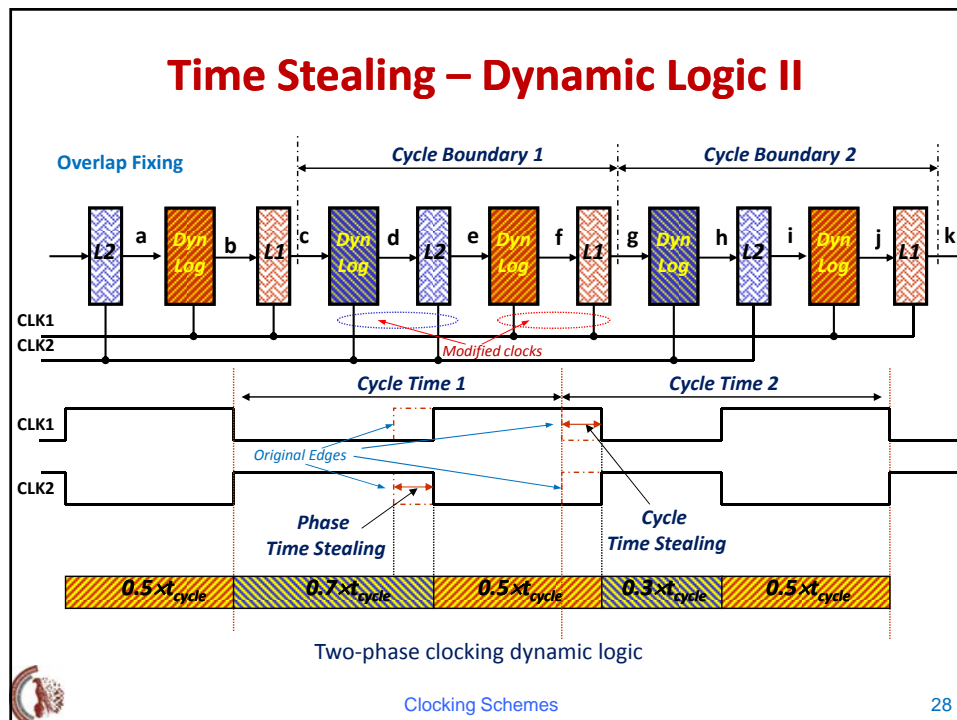 Time Stealing – Dynamic Logic II
Overlap Fixing
Cycle Boundary 1
Cycle Boundary 2
L2
a
Dyn Log
b
L1
c
Dyn Log
d
L2
e
Dyn Log
f
L1
g
Dyn Log
h
L2
i
Dyn Log
j
L1
k
CLK1
CLK2
Modified clocks
Cycle Time 1
Cycle Time 2
CLK1
Original Edges
CLK2
Phase
Time Stealing
Cycle
Time Stealing
0.5×tcycle
0.7×tcycle
0.5×tcycle
0.3×tcycle
0.5×tcycle
Two-phase clocking dynamic logic
Clocking Schemes
28